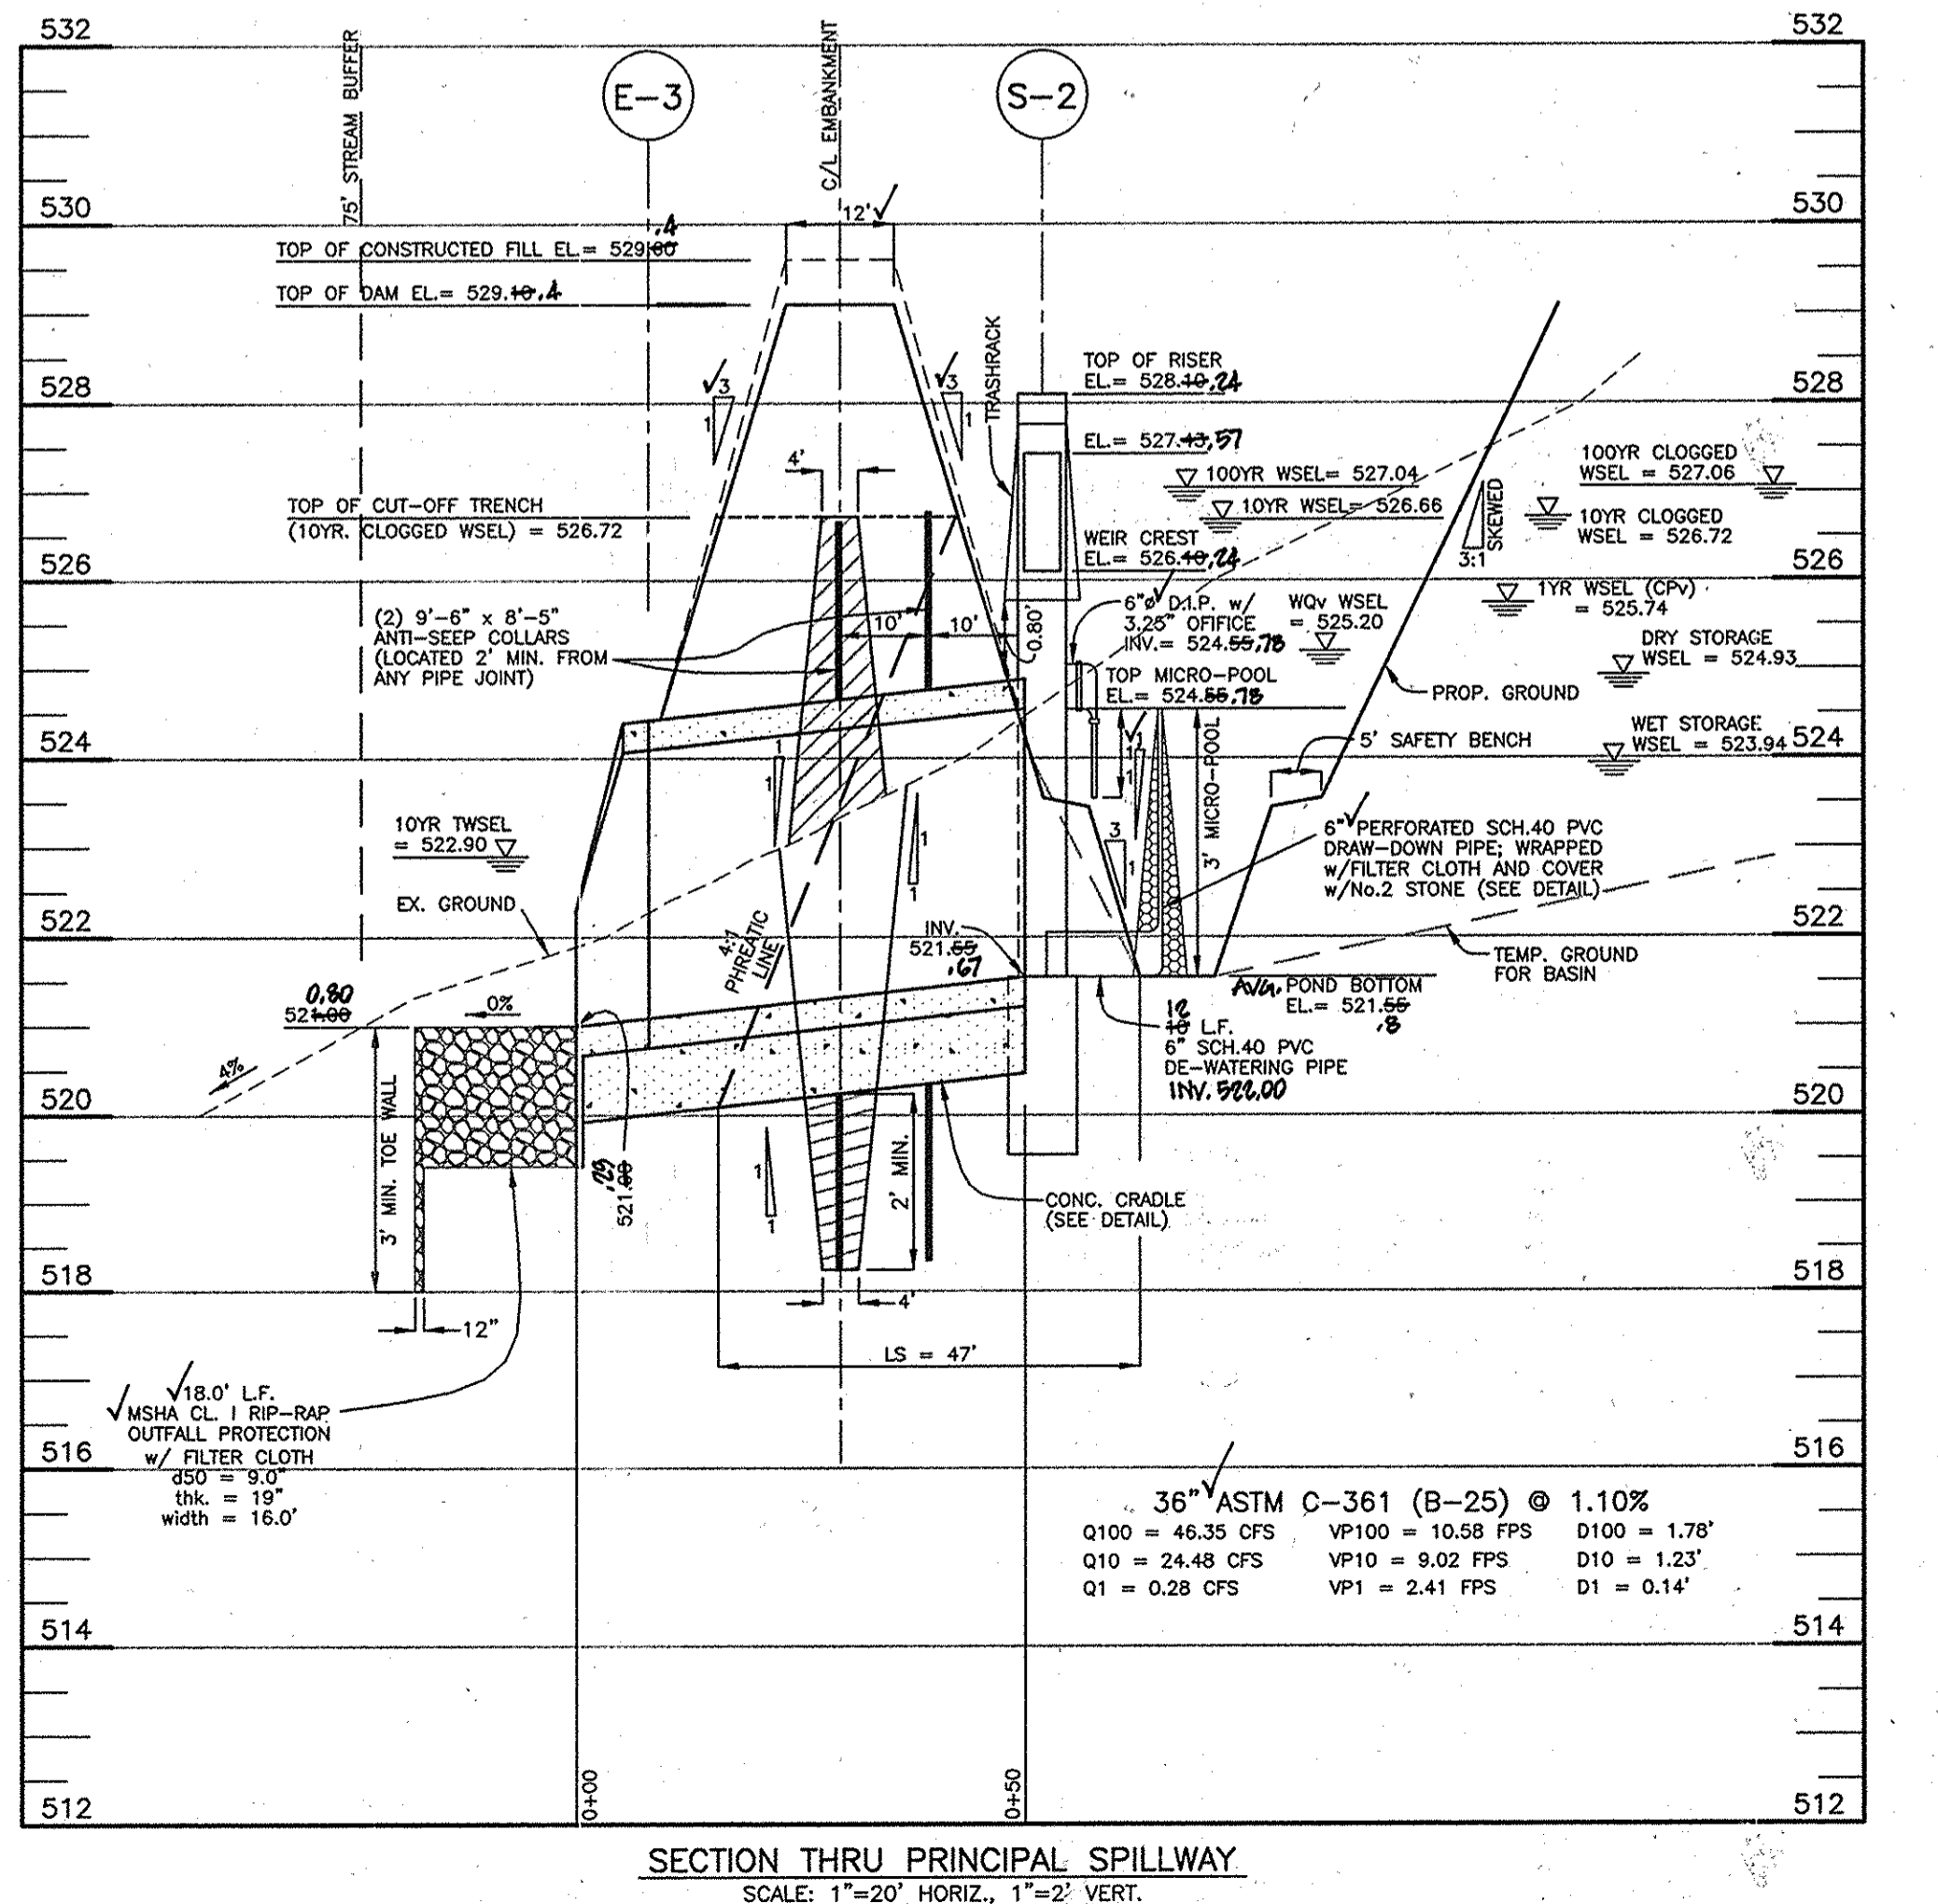 532
532
75' STREAM BUFFER
E-3
C/L EMBANKMENT
S-2
530
530
12'
.4
TOP OF CONSTRUCTED FILL EL.= 529.60
TOP OF DAM EL.= 529.10 .4
528
528
3
1
3
1
TRASHRACK
TOP OF RISER
EL.= 528.10 .24
EL.= 527.43 .57
4'
100YR WSEL= 527.04
100YR CLOGGED
WSEL = 527.06
TOP OF CUT-OFF TRENCH
(10YR. CLOGGED WSEL) = 526.72
10YR WSEL= 526.66
10YR CLOGGED
WSEL = 526.72
3:1
SKEWED
WEIR CREST
EL.= 526.10 .24
526
526
(2) 9'-6" x 8'-5"
ANTI-SEEP COLLARS
(LOCATED 2' MIN. FROM
ANY PIPE JOINT)
10'
10'
0.80'
6"ø D.I.P. w/
3.25" OFIFICE
INV.= 524.55 .78
WQv WSEL
= 525.20
1YR WSEL (CPv)
= 525.74
DRY STORAGE
WSEL = 524.93
TOP MICRO-POOL
EL.= 524.55 .78
PROP. GROUND
WET STORAGE
WSEL = 523.94
524
524
5' SAFETY BENCH
1
1
1
1
1
1
3' MICRO-POOL
10YR TWSEL
= 522.90
1
1
3
1
6" PERFORATED SCH.40 PVC
DRAW-DOWN PIPE; WRAPPED
w/FILTER CLOTH AND COVER
w/No.2 STONE (SEE DETAIL)
EX. GROUND
522
522
4:1
PHREATIC
LINE
INV.
521.55
.67
TEMP. GROUND
FOR BASIN
AVG. POND BOTTOM
EL.= 521.55
.8
0.80
521.00
0%
12
10 L.F.
6" SCH.40 PVC
DE-WATERING PIPE
INV. 522.00
4%
520
520
3' MIN. TOE WALL
521.00
2' MIN.
1
1
CONC. CRADLE
(SEE DETAIL)
518
518
4'
12"
LS = 47'
18.0' L.F.
MSHA CL. I RIP-RAP
OUTFALL PROTECTION
w/ FILTER CLOTH
d50 = 9.0"
thk. = 19"
width = 16.0'
516
516
36" ASTM C-361 (B-25) @ 1.10%
Q100 = 46.35 CFS VP100 = 10.58 FPS D100 = 1.78'
Q10 = 24.48 CFS VP10 = 9.02 FPS D10 = 1.23'
Q1 = 0.28 CFS VP1 = 2.41 FPS D1 = 0.14'
514
514
0+00
0+50
512
512
SECTION THRU PRINCIPAL SPILLWAY
SCALE: 1"=20' HORIZ., 1"=2' VERT.